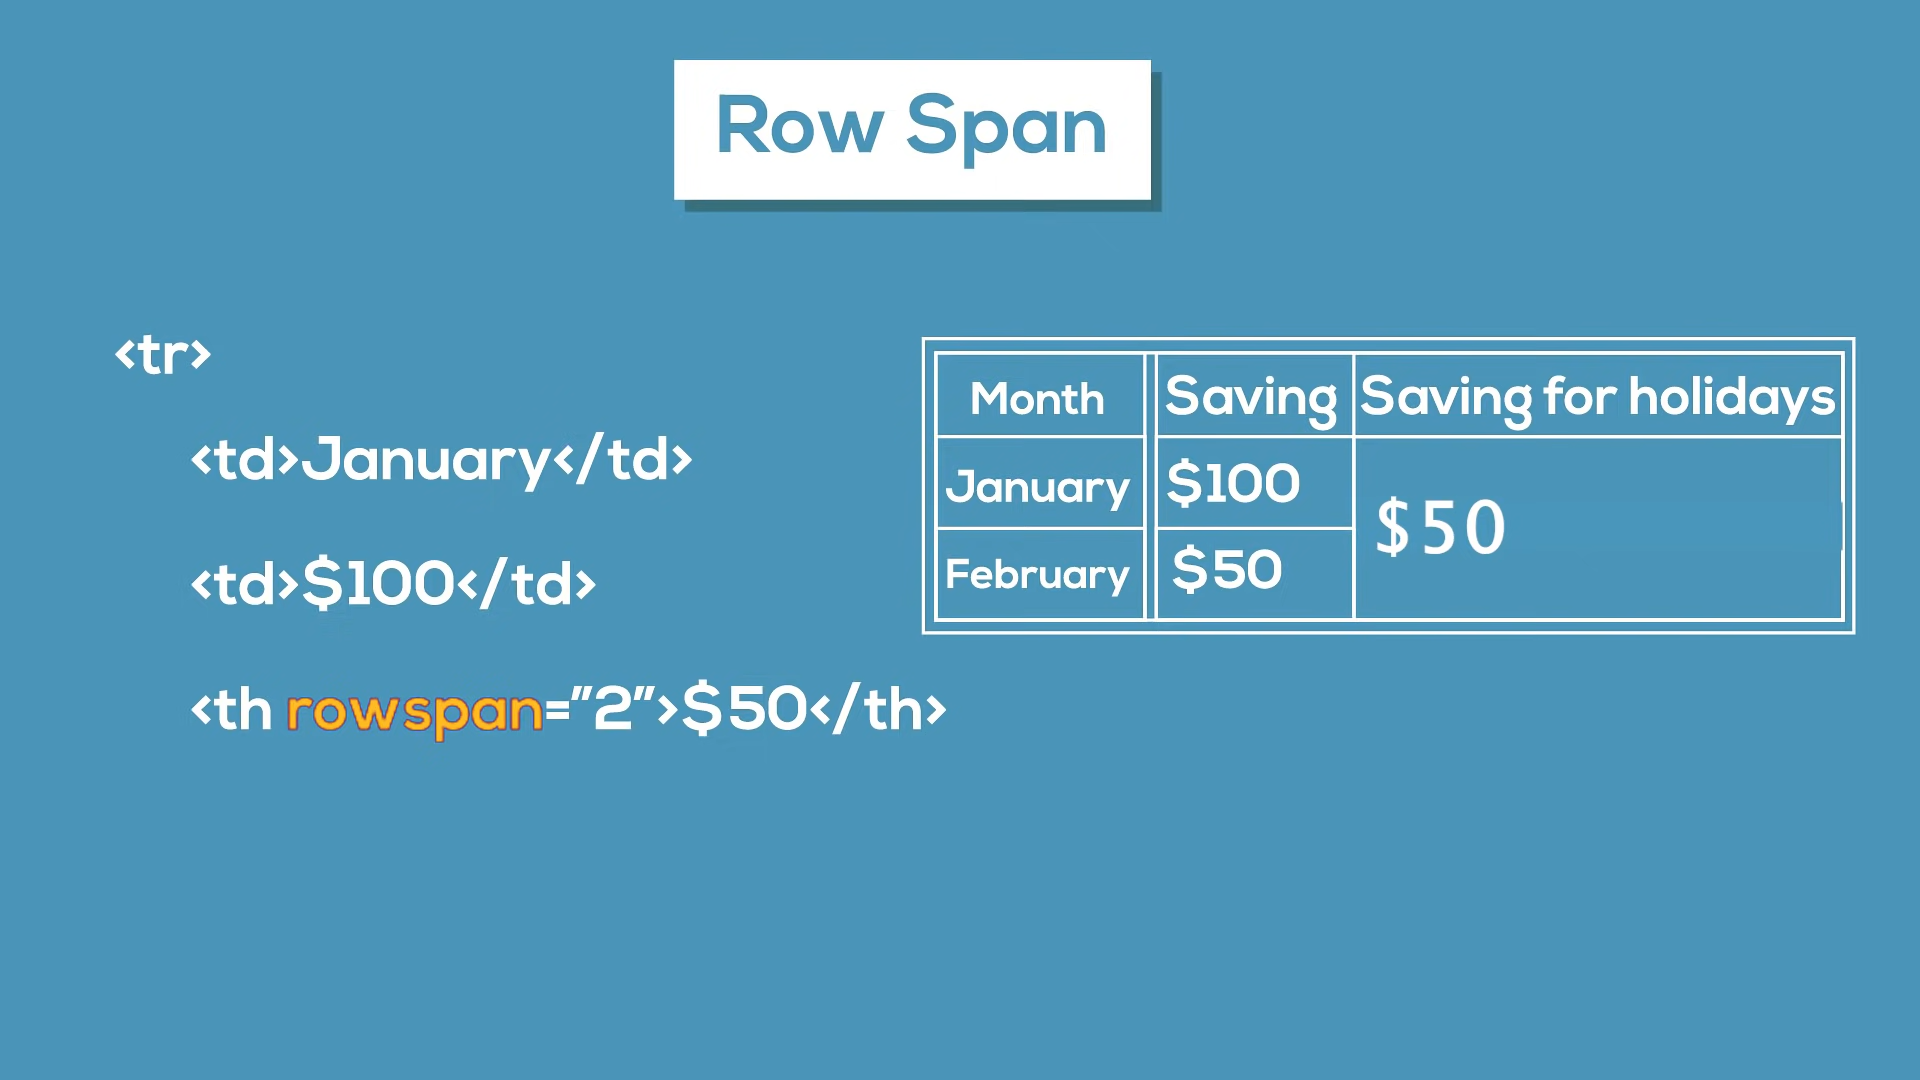 Row Span
<tr>
<td>January</td>
<td>$100</td>
<th rowspan=”2”>$50</th>
Month Saving Saving for holidays
January $100 $50
February $50